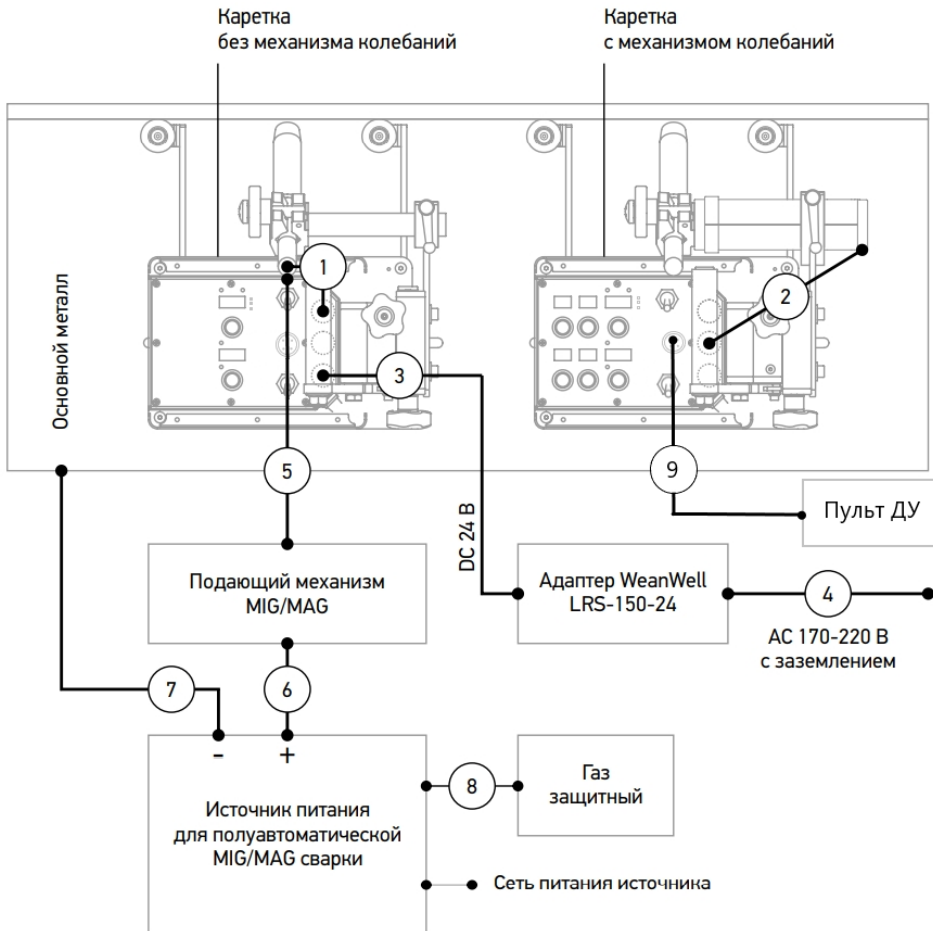 Каретка
без механизма колебаний
Каретка
с механизмом колебаний
Основной металл
1
2
3
5
9
DC 24 В
Пульт ДУ
Подающий механизм
MIG/MAG
Адаптер WeanWell
LRS-150-24
4
AC 170-220 В
с заземлением
7
6
-
+
Источник питания
для полуавтоматической
MIG/MAG сварки
8
Газ
защитный
Сеть питания источника